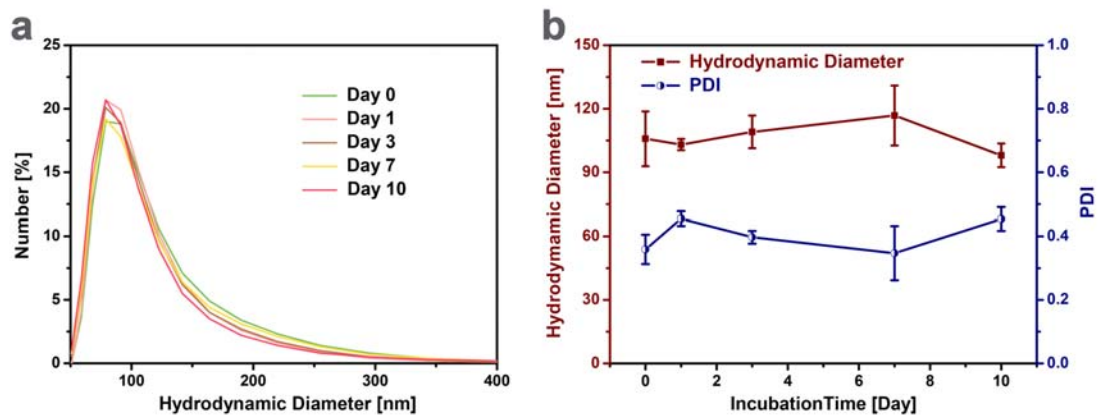 a
25
20
15
10
5
0
Number [%]
Day 0
Day 1
Day 3
Day 7
Day 10
100
200
300
400
Hydrodynamic Diameter [nm]
b
150
120
90
60
30
0
Hydrodymamic Diameter [nm]
Hydrodynamic Diameter
PDI
1.0
0.8
0.6
0.4
0.2
0.0
PDI
0
2
4
6
8
10
IncubationTime [Day]